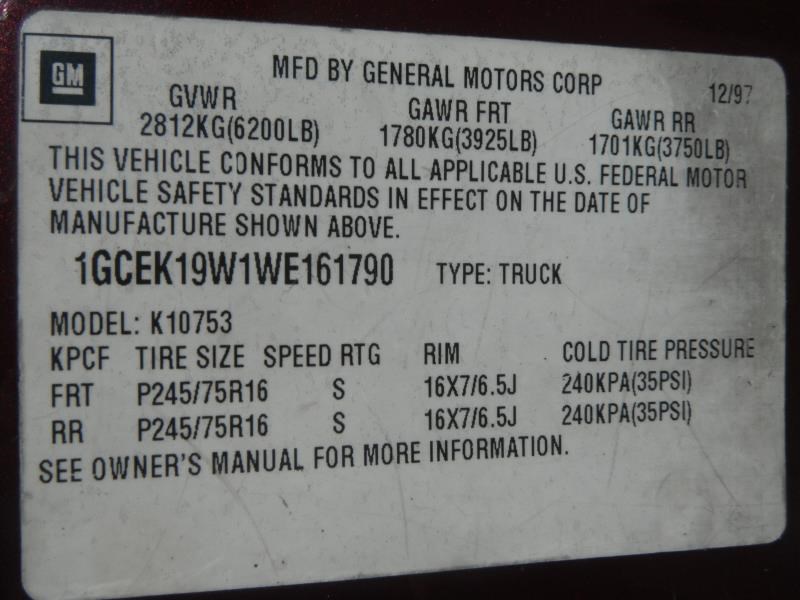 GM
MFD BY GENERAL MOTORS CORP 12/97
GVWR GAWR FRT GAWR RR
2812KG(6200LB) 1780KG(3925LB) 1701KG(3750LB)
THIS VEHICLE CONFORMS TO ALL APPLICABLE U.S. FEDERAL MOTOR
VEHICLE SAFETY STANDARDS IN EFFECT ON THE DATE OF
MANUFACTURE SHOWN ABOVE.
1GCEK19W1WE161790 TYPE: TRUCK
MODEL: K10753
KPCF TIRE SIZE SPEED RTG RIM COLD TIRE PRESSURE
FRT P245/75R16 S 16X7/6.5J 240KPA(35PSI)
RR P245/75R16 S 16X7/6.5J 240KPA(35PSI)
SEE OWNER'S MANUAL FOR MORE INFORMATION.